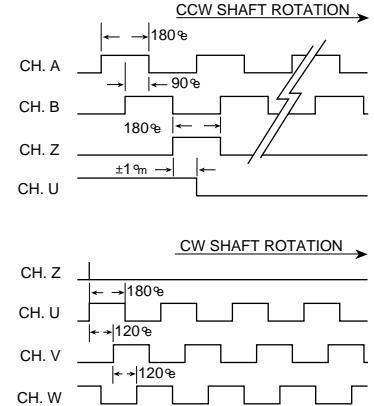 CCW SHAFT ROTATION
180°e
CH. A
90°e
CH. B
180°e
CH. Z
±1°m
CH. U
CW SHAFT ROTATION
CH. Z
180°e
CH. U
120°e
CH. V
120°e
CH. W